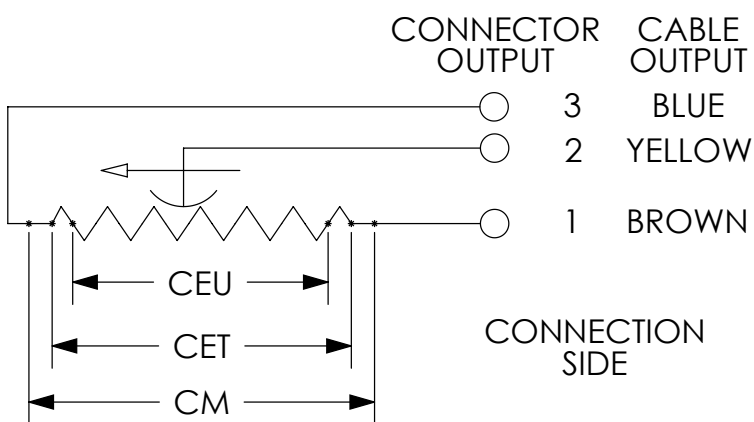 CONNECTOR CABLE
OUTPUT OUTPUT
3 BLUE
2 YELLOW
1 BROWN
CEU
CET
CM
CONNECTION
SIDE